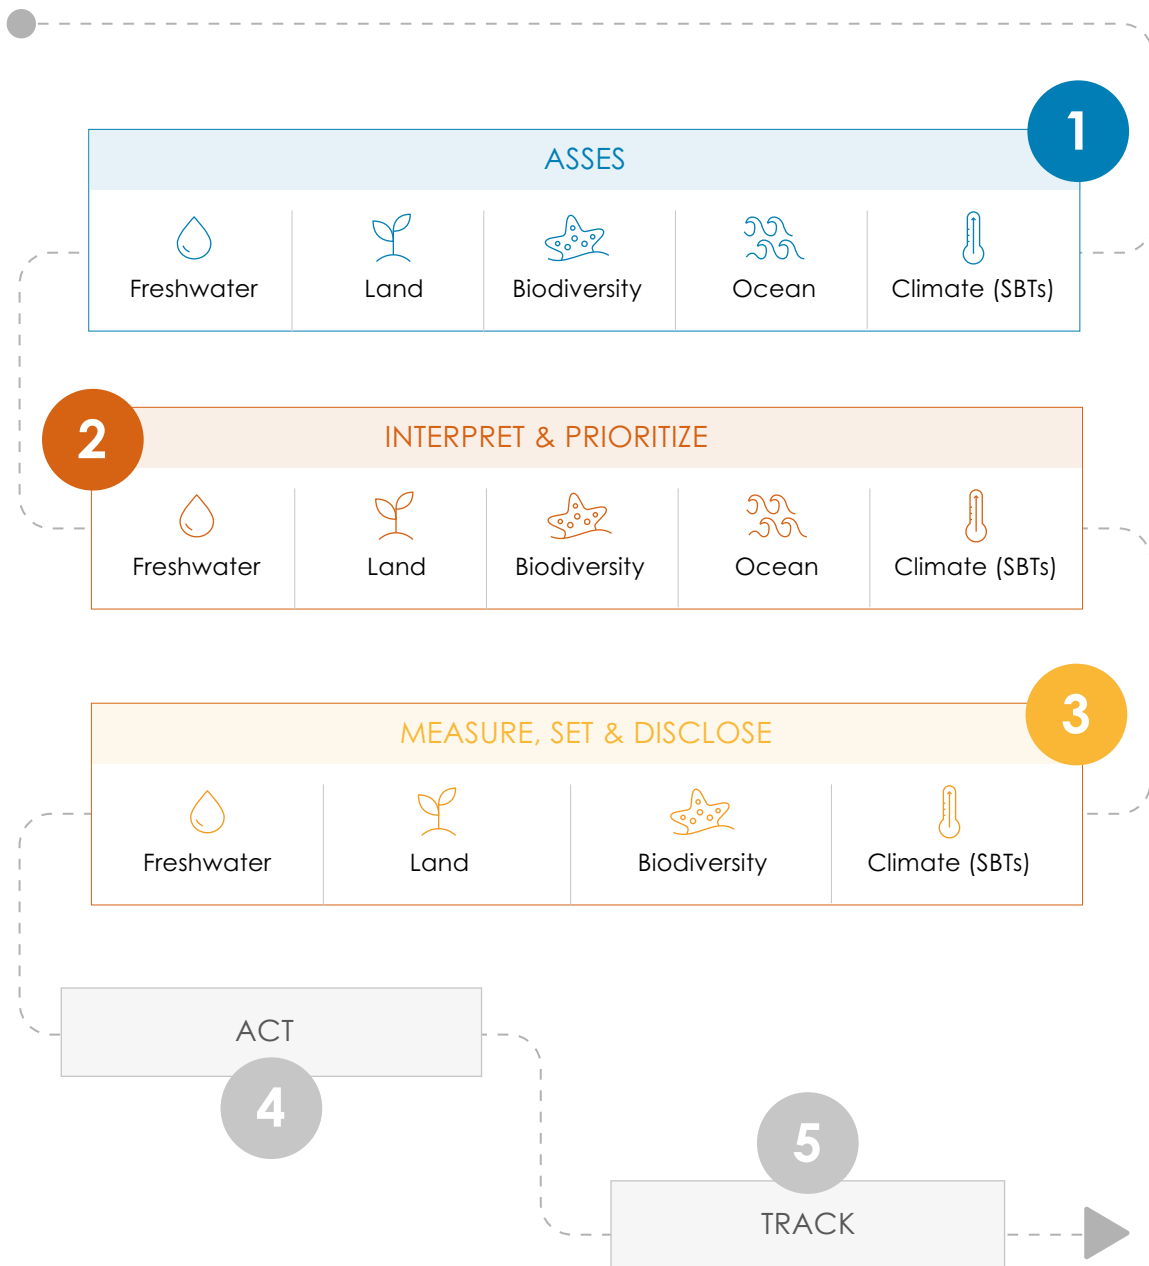 1
ASSES
Freshwater
Land
Biodiversity
Ocean
Climate (SBTs)
2
INTERPRET & PRIORITIZE
Freshwater
Land
Biodiversity
Ocean
Climate (SBTs)
3
MEASURE, SET & DISCLOSE
Freshwater
Land
Biodiversity
Climate (SBTs)
ACT
4
5
TRACK